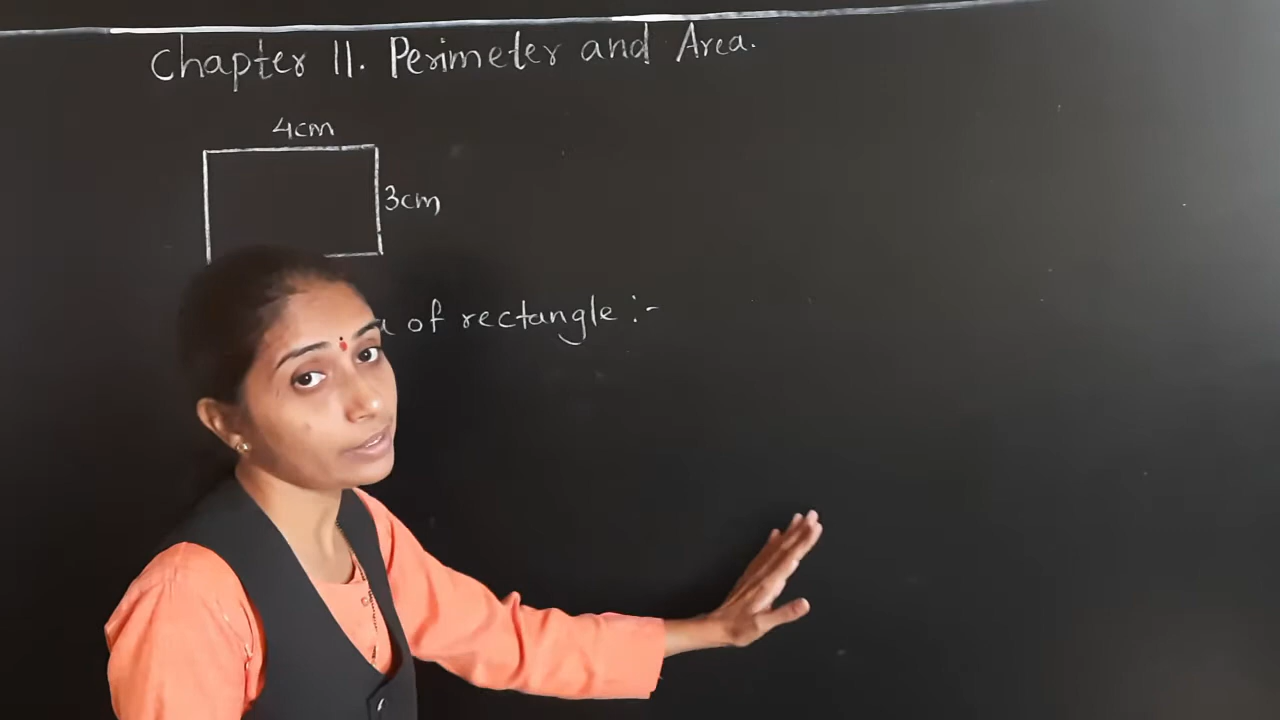 Chapter 11. Perimeter and Area.
4cm
3cm
of rectangle :-